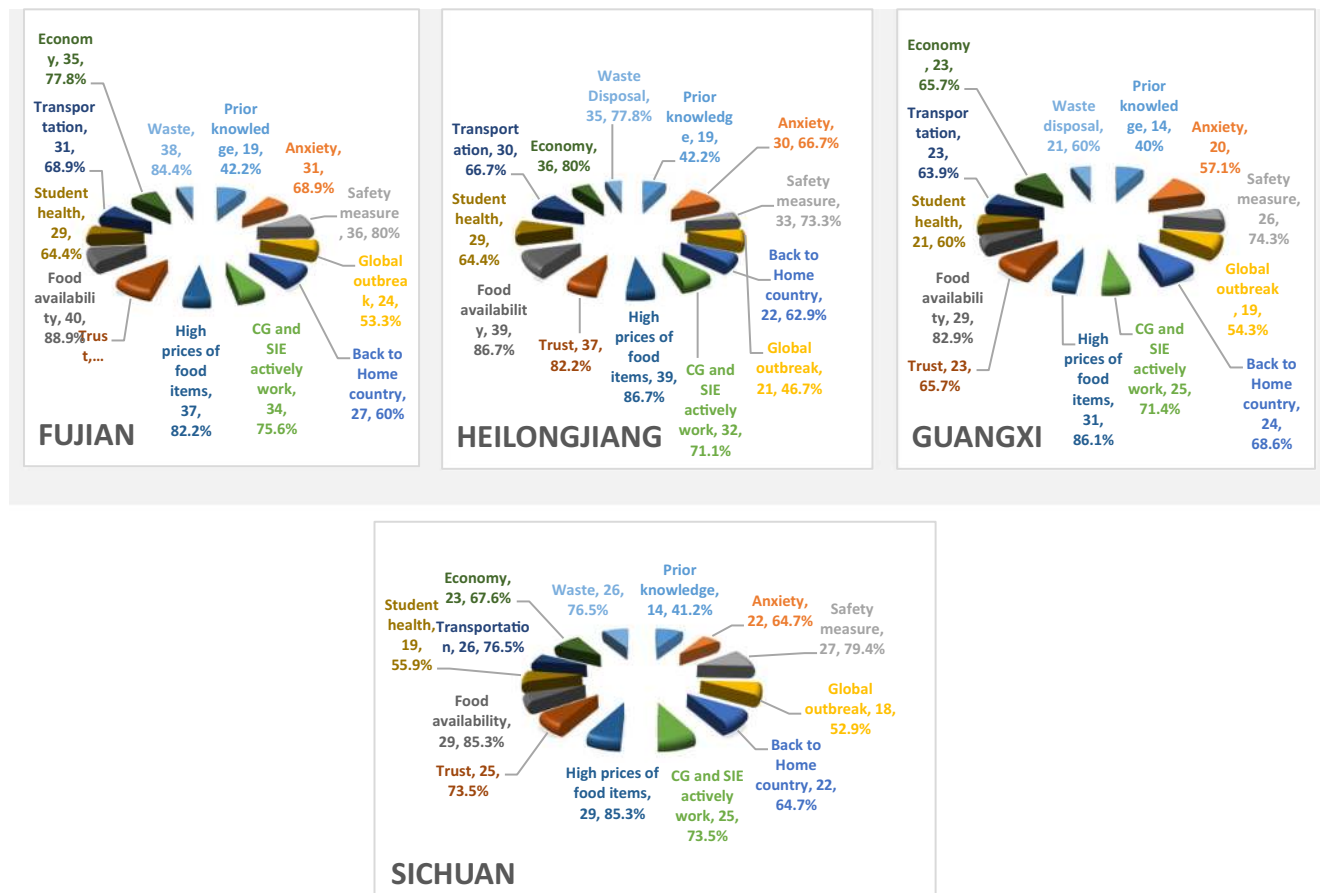 Econom
y, 35,
77.8%
Transpor
tation,
31,
68.9%
Student
health,
29,
64.4%
Food
availabili
ty, 40,
88.9%
Trus
t,...
Waste,
38,
84.4%
Prior
knowled
ge, 19,
42.2%
Anxiety,
31,
68.9%
Safety
measure
, 36, 80%
Global
outbrea
k, 24,
53.3%
Back to
Home
country,
27, 60%
CG and
SIE
actively
work,
34,
75.6%
High
prices of
food
items,
37,
82.2%
FUJIAN
Transport
ation, 30,
66.7%
Economy,
36, 80%
Waste
Disposal,
35, 77.8%
Prior
knowledg
e, 19,
42.2%
Anxiety,
30, 66.7%
Safety
measure,
33, 73.3%
Back to
Home
country,
22, 62.9%
Global
outbreak,
21, 46.7%
CG and
SIE
actively
work, 32,
71.1%
High
prices of
food
items, 39,
86.7%
Trust, 37,
82.2%
Food
availabilit
y, 39,
86.7%
Student
health,
29,
64.4%
HEILONGJIANG
Economy
, 23,
65.7%
Transpor
tation,
23,
63.9%
Student
health,
21, 60%
Food
availabili
ty, 29,
82.9%
Trust, 23,
65.7%
Waste
disposal,
21, 60%
Prior
knowled
ge, 14,
40%
Anxiety,
20,
57.1%
Safety
measure,
26,
74.3%
Global
outbreak
, 19,
54.3%
Back to
Home
country,
24,
68.6%
CG and
SIE
actively
work, 25,
71.4%
High
prices of
food
items,
31,
86.1%
GUANGXI
Economy,
23, 67.6%
Student
health,
19,
55.9%
Transportatio
n, 26, 76.5%
Waste, 26,
76.5%
Prior
knowledge,
14, 41.2%
Anxiety,
22, 64.7%
Safety
measure,
27, 79.4%
Global
outbreak, 18,
52.9%
Back to
Home
country, 22,
64.7%
CG and SIE
actively
work, 25,
73.5%
High prices of
food items,
29, 85.3%
Trust, 25,
73.5%
Food
availability,
29, 85.3%
SICHUAN